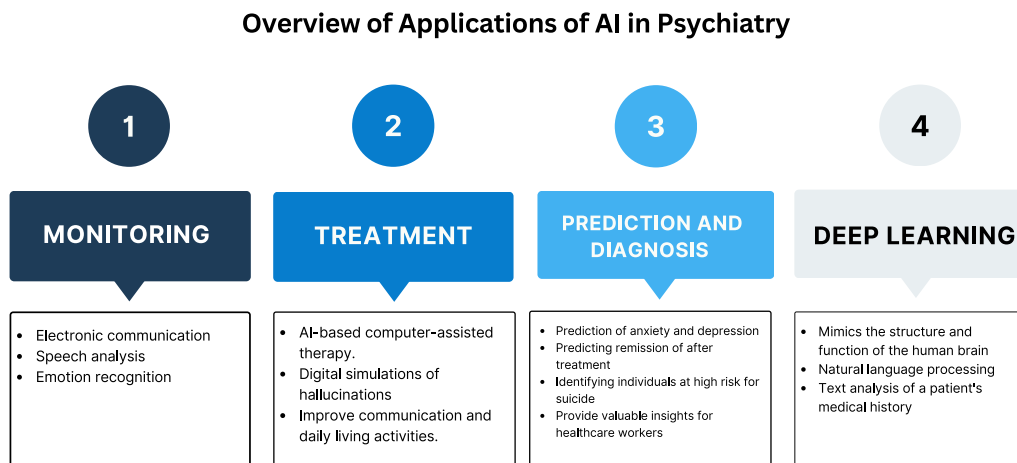 Overview of Applications of AI in Psychiatry
1
2
3
4
MONITORING
TREATMENT
PREDICTION AND
DIAGNOSIS
DEEP LEARNING
• Electronic communication
• Speech analysis
• Emotion recognition
• AI-based computer-assisted
therapy.
• Digital simulations of
hallucinations
• Improve communication and
daily living activities.
• Prediction of anxiety and depression
• Predicting remission of after
treatment
• Identifying individuals at high risk for
suicide
• Provide valuable insights for
healthcare workers
• Mimics the structure and
function of the human brain
• Natural language processing
• Text analysis of a patient's
medical history